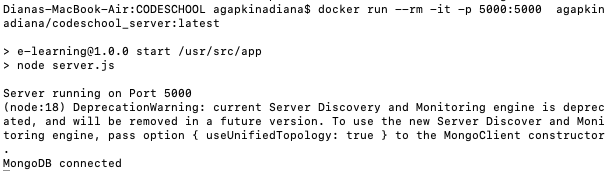 Dianas-MacBook-Air:CODESCHOOL agapkinadiana$ docker run --rm -it -p 5000:5000  agapkin
adiana/codeschool_server:latest
> e-learning@1.0.0 start /usr/src/app
> node server.js
Server running on Port 5000
(node:18) DeprecationWarning: current Server Discovery and Monitoring engine is deprec
ated, and will be removed in a future version. To use the new Server Discover and Moni
toring engine, pass option { useUnifiedTopology: true } to the MongoClient constructor
.
MongoDB connected